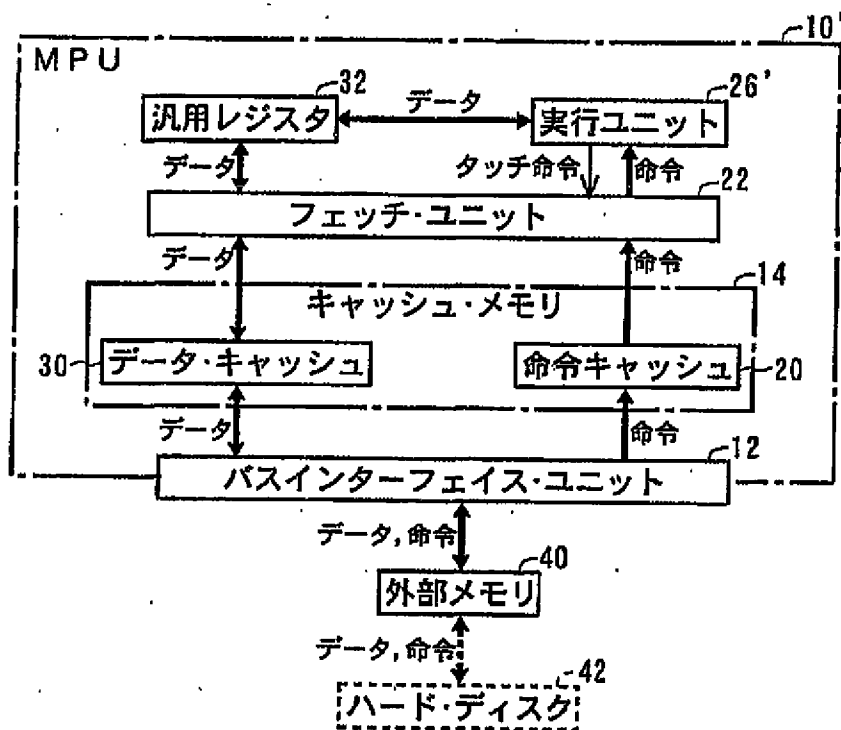 10'
MPU
32
26'
汎用レジスタ
データ
実行ユニット
データ
タッチ命令
命令
22
フェッチ・ユニット
データ
命令
14
キャッシュ・メモリ
30
データ・キャッシュ
命令キャッシュ
20
データ
命令
12
バスインターフェイス・ユニット
データ,命令
40
外部メモリ
データ,命令
42
ハード・ディスク